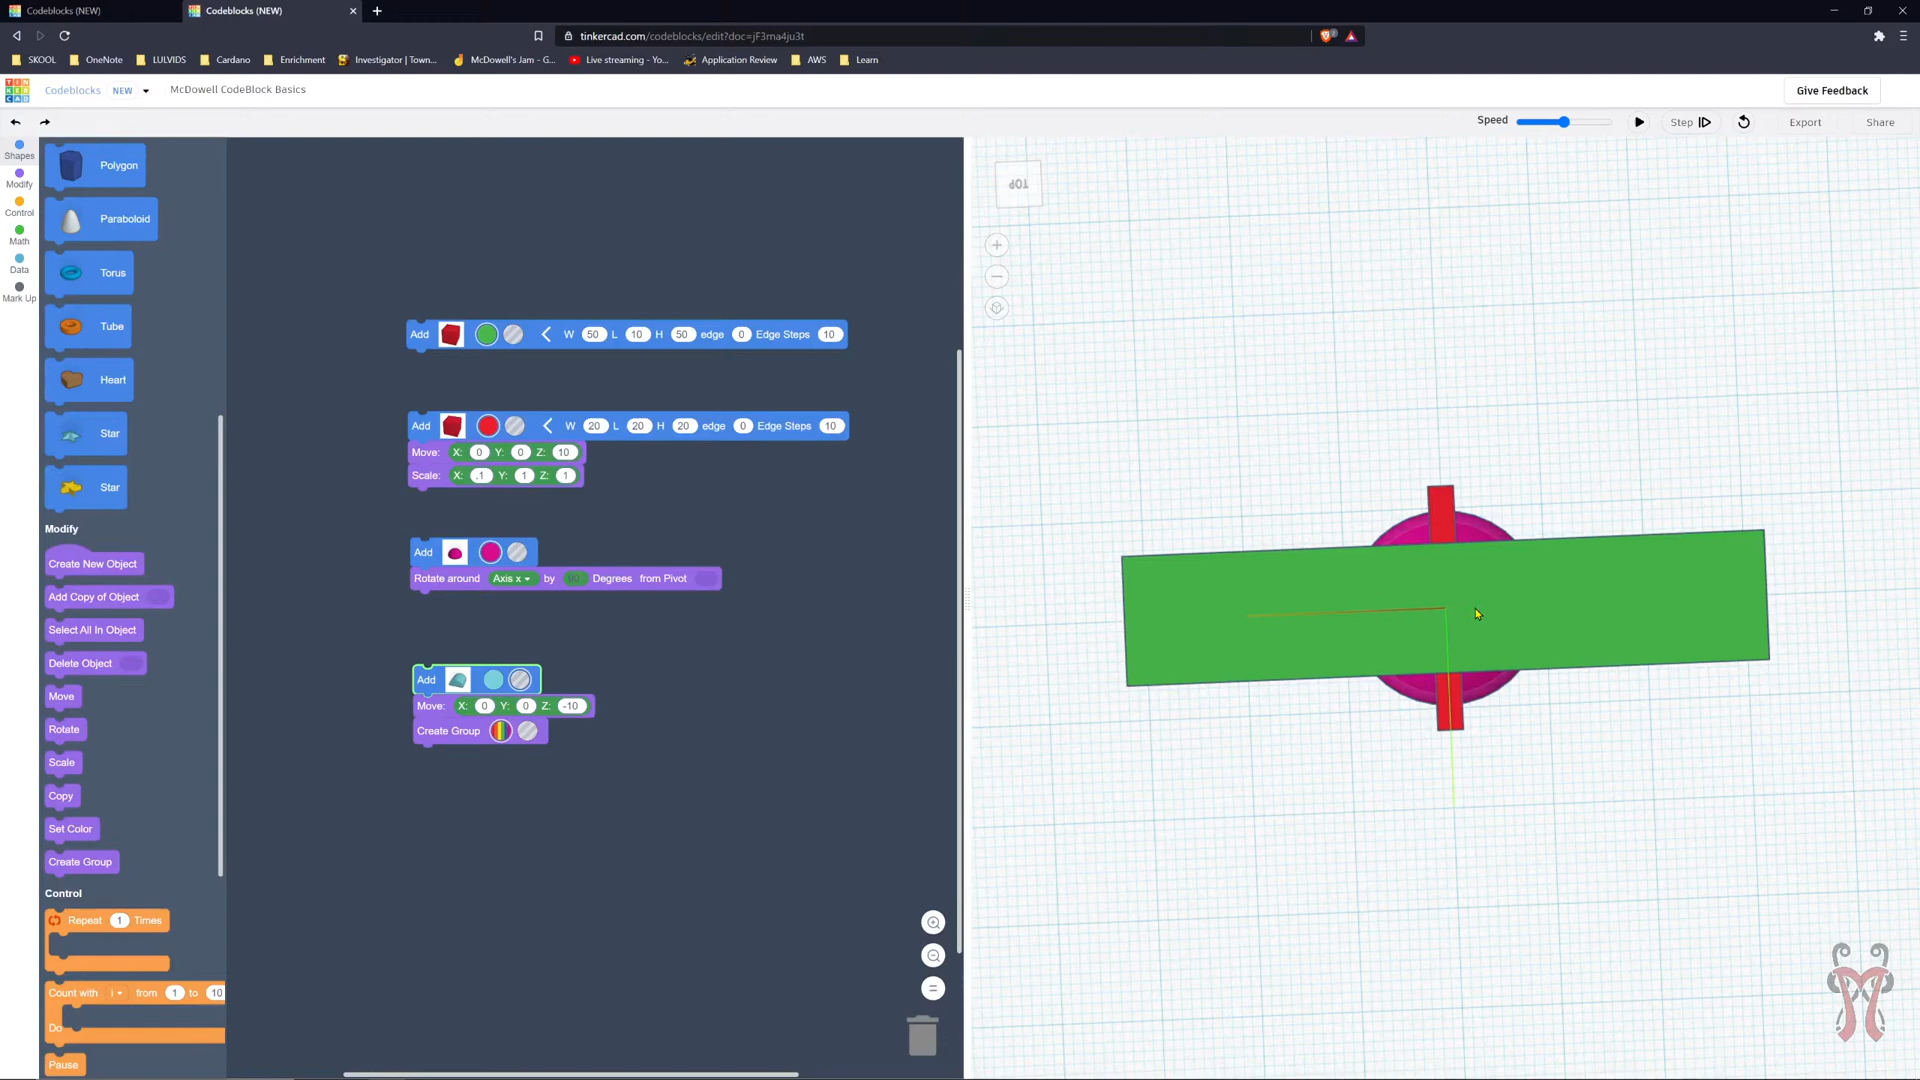 Codeblocks (NEW)
Codeblocks (NEW)
tinkercad.com/codeblocks/edit?doc=jF3ma4ju3t
SKOOL OneNote LULVIDS Cardano Enrichment Investigator | Town... McDowell's Jam - G... Live streaming - Yo... Application Review AWS Learn
TIN KER CAD
Codeblocks NEW McDowell CodeBlock Basics Give Feedback
Speed Step Export Share
Shapes
Modify
Control
Math
Data
Mark Up
Polygon
Paraboloid
Torus
Tube
Heart
Star
Star
Modify
Create New Object
Add Copy of Object
Select All In Object
Delete Object
Move
Rotate
Scale
Copy
Set Color
Create Group
Control
Repeat 1 Times
Count with i from 1 to 10
Do
Pause
Add W 50 L 10 H 50 edge 0 Edge Steps 10
Add W 20 L 20 H 20 edge 0 Edge Steps 10
Move: X: 0 Y: 0 Z: 10
Scale: X: .1 Y: 1 Z: 1
Add
Rotate around Axis x by 90 Degrees from Pivot
Add
Move: X: 0 Y: 0 Z: -10
Create Group
TOP